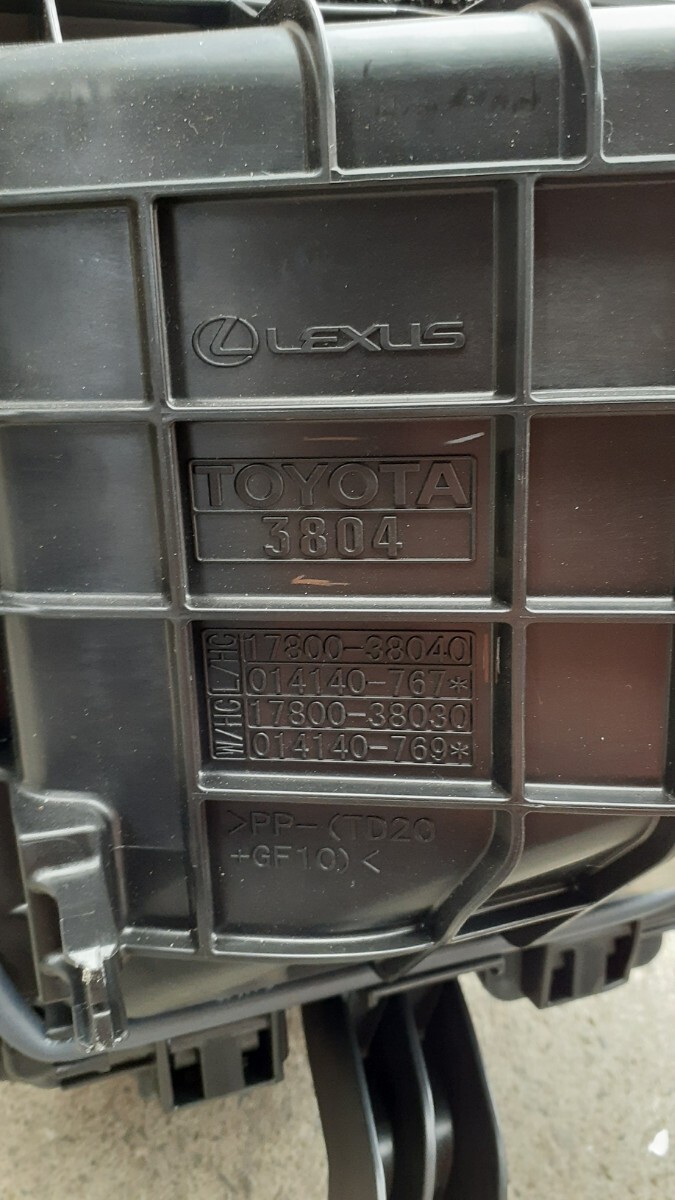 LEXUS
TOYOTA
3804
L/HC 17800-38040
014140-767*
W/HC 17800-38030
014140-769*
>PP-(TD20
+GF10)<